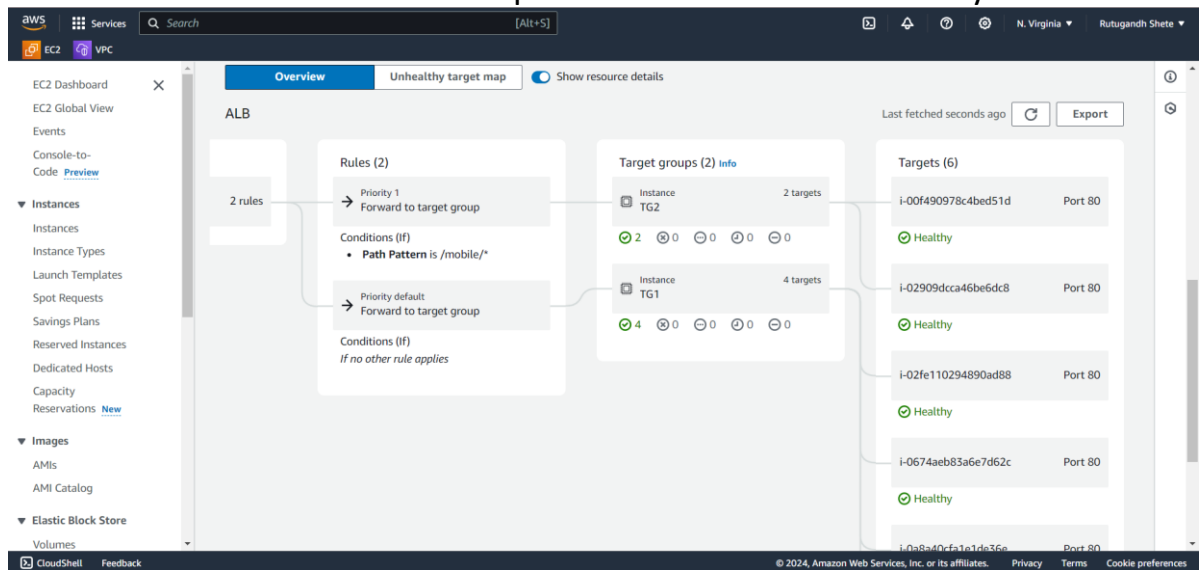 aws
Services
Search
[Alt+S]
N. Virginia
Rutugandh Shete
EC2
VPC
EC2 Dashboard
EC2 Global View
Events
Console-to-
Code Preview
Instances
Instances
Instance Types
Launch Templates
Spot Requests
Savings Plans
Reserved Instances
Dedicated Hosts
Capacity
Reservations New
Images
AMIs
AMI Catalog
Elastic Block Store
Volumes
Overview
Unhealthy target map
Show resource details
ALB
Last fetched seconds ago
Export
2 rules
Rules (2)
Priority 1
Forward to target group
Conditions (If)
• Path Pattern is /mobile/*
Priority default
Forward to target group
Conditions (If)
If no other rule applies
Target groups (2) Info
Instance 2 targets
TG2
2 0 0 0 0
Instance 4 targets
TG1
4 0 0 0 0
Targets (6)
i-00f490978c4bed51d Port 80
Healthy
i-02909dcca46be6dc8 Port 80
Healthy
i-02fe110294890ad88 Port 80
Healthy
i-0674aeb83a6e7d62c Port 80
Healthy
i-0a8a40cfa1e1de36e Port 80
CloudShell
Feedback
© 2024, Amazon Web Services, Inc. or its affiliates.
Privacy
Terms
Cookie preferences